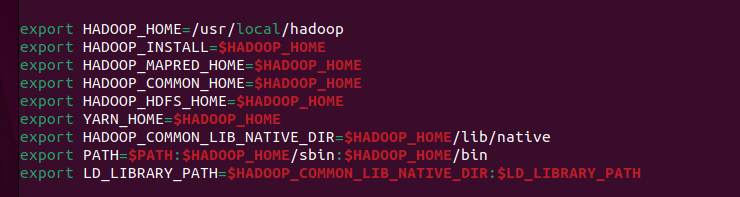 export HADOOP_HOME=/usr/local/hadoop
export HADOOP_INSTALL=$HADOOP_HOME
export HADOOP_MAPRED_HOME=$HADOOP_HOME
export HADOOP_COMMON_HOME=$HADOOP_HOME
export HADOOP_HDFS_HOME=$HADOOP_HOME
export YARN_HOME=$HADOOP_HOME
export HADOOP_COMMON_LIB_NATIVE_DIR=$HADOOP_HOME/lib/native
export PATH=$PATH:$HADOOP_HOME/sbin:$HADOOP_HOME/bin
export LD_LIBRARY_PATH=$HADOOP_COMMON_LIB_NATIVE_DIR:$LD_LIBRARY_PATH